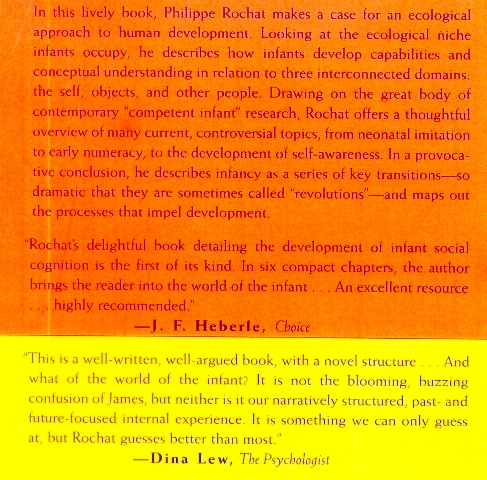 In this lively book, Philippe Rochat makes a case for an ecological
approach to human development. Looking at the ecological niche
infants occupy, he describes how infants develop capabilities and
conceptual understanding in relation to three interconnected domains:
the self, objects, and other people. Drawing on the great body of
contemporary "competent infant" research, Rochat offers a thoughtful
overview of many current, controversial topics, from neonatal imitation
to early numeracy, to the development of self-awareness. In a provoca-
tive conclusion, he describes infancy as a series of key transitions—so
dramatic that they are sometimes called "revolutions"—and maps out
the processes that impel development.
"Rochat's delightful book detailing the development of infant social
cognition is the first of its kind. In six compact chapters, the author
brings the reader into the world of the infant . . . An excellent resource
. . . highly recommended."
—J. F. Heberle, Choice
"This is a well-written, well-argued book, with a novel structure . . . And
what of the world of the infant? It is not the blooming, buzzing
confusion of James, but neither is it our narratively structured, past- and
future-focused internal experience. It is something we can only guess
at, but Rochat guesses better than most."
—Dina Lew, The Psychologist